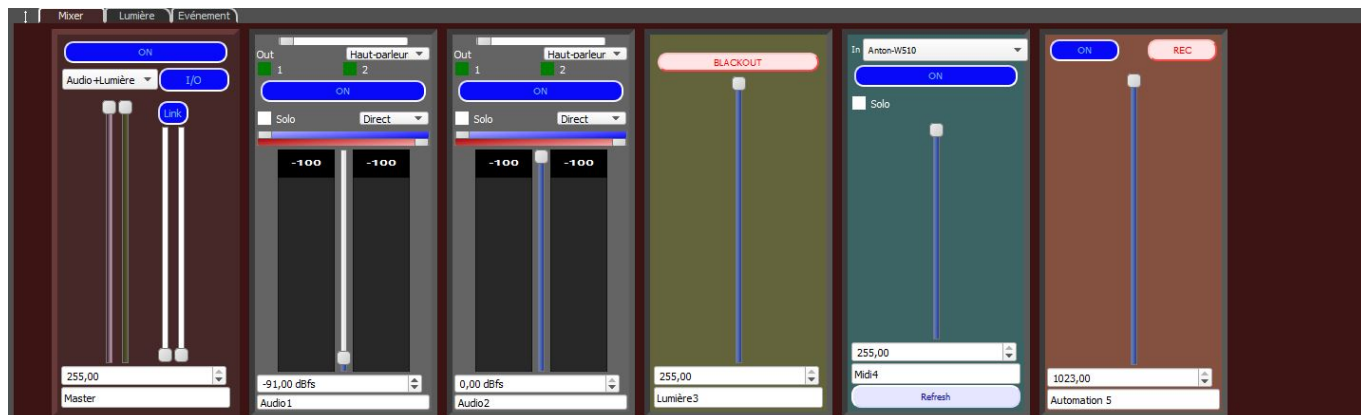 Mixer
Lumière
Evénement
ON
Audio+Lumière
I/O
Link
255,00
Master
Out
Haut-parleur
1
2
ON
Solo
Direct
-100
-100
-91,00 dBfs
Audio1
Out
Haut-parleur
1
2
ON
Solo
Direct
-100
-100
0,00 dBfs
Audio2
BLACKOUT
255,00
Lumière3
In
Anton-W510
ON
Solo
255,00
Midi4
Refresh
ON
REC
1023,00
Automation 5